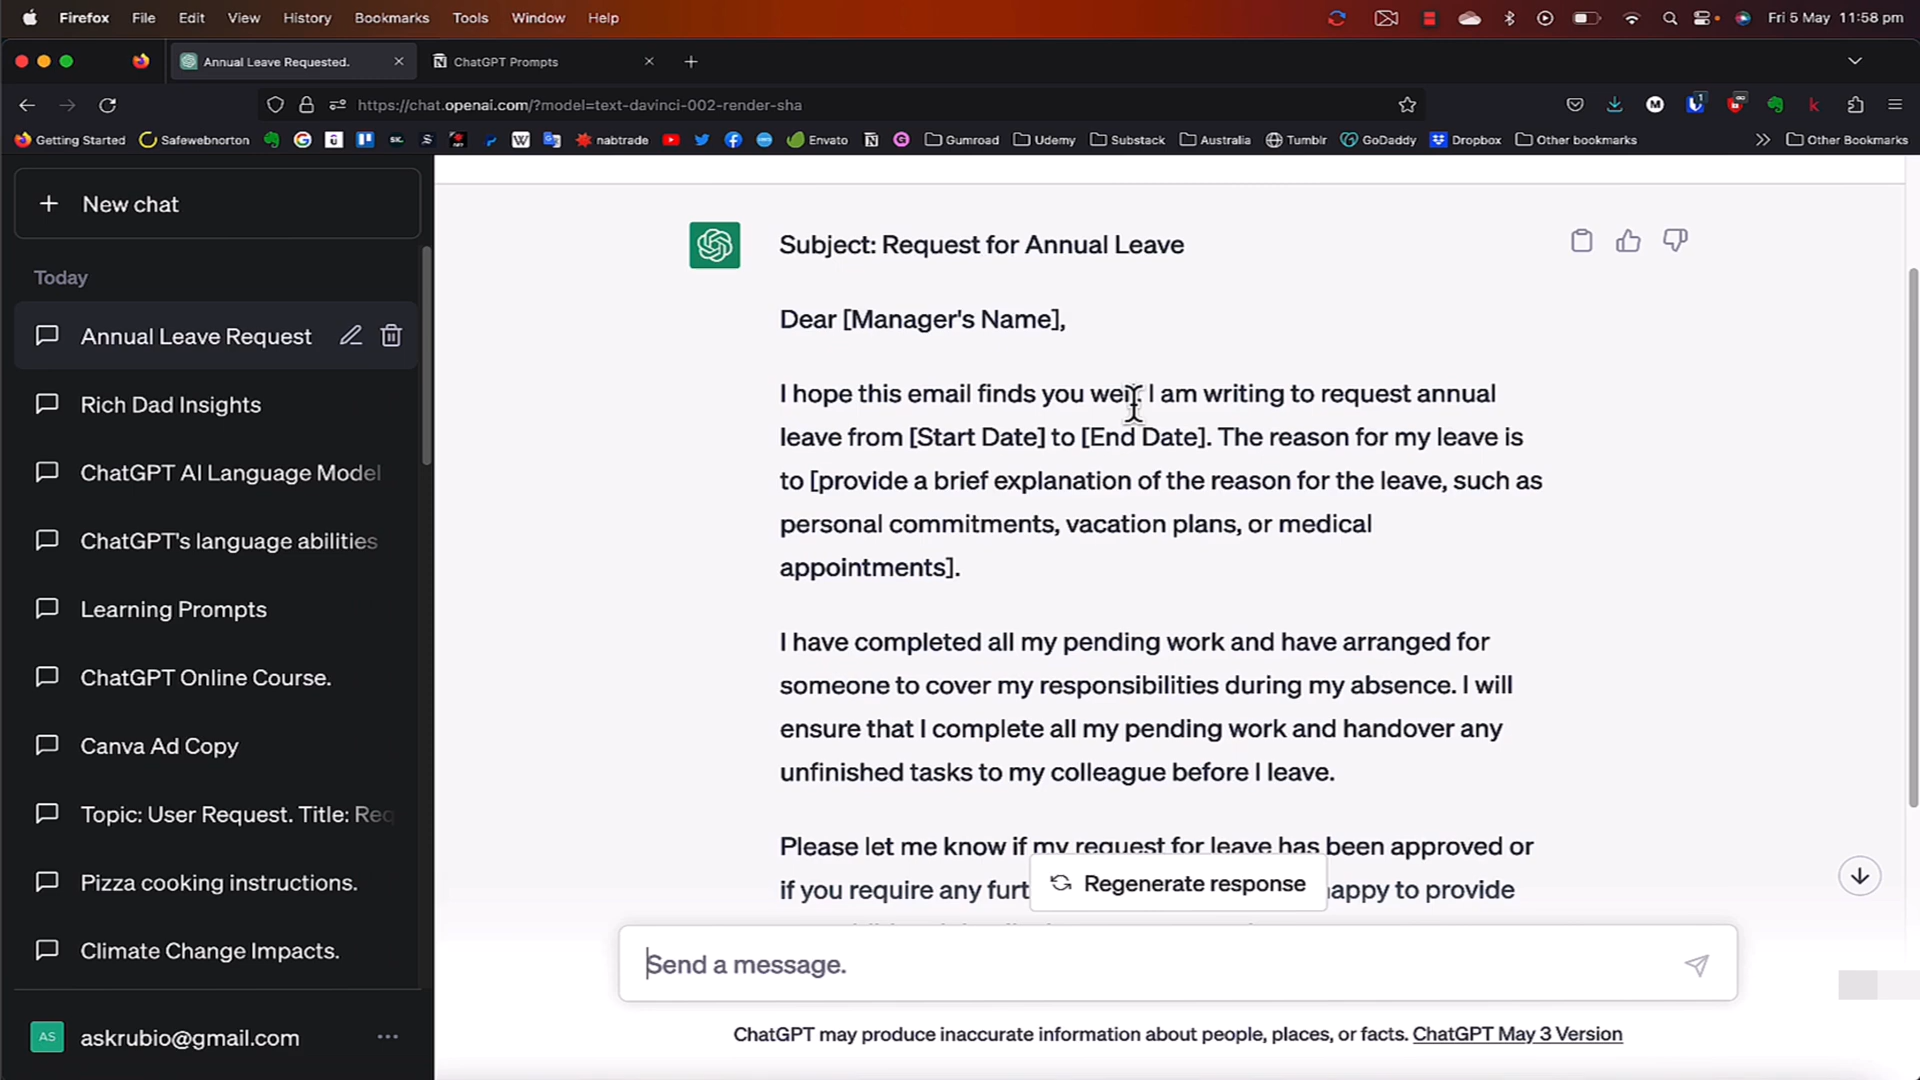 Firefox File Edit View History Bookmarks Tools Window Help Fri 5 May 11:58 pm
Annual Leave Requested. ChatGPT Prompts
https://chat.openai.com/?model=text-davinci-002-render-sha
Getting Started Safewebnorton nabtrade Envato Gumroad Udemy Substack Australia Tumblr GoDaddy Dropbox Other bookmarks Other Bookmarks
New chat
Today
Annual Leave Request
Rich Dad Insights
ChatGPT AI Language Model
ChatGPT's language abilities
Learning Prompts
ChatGPT Online Course.
Canva Ad Copy
Topic: User Request. Title: Req
Pizza cooking instructions.
Climate Change Impacts.
AS askrubio@gmail.com
Subject: Request for Annual Leave
Dear [Manager's Name],
I hope this email finds you well. I am writing to request annual
leave from [Start Date] to [End Date]. The reason for my leave is
to [provide a brief explanation of the reason for the leave, such as
personal commitments, vacation plans, or medical
appointments].
I have completed all my pending work and have arranged for
someone to cover my responsibilities during my absence. I will
ensure that I complete all my pending work and handover any
unfinished tasks to my colleague before I leave.
Please let me know if my request for leave has been approved or
if you require any furt happy to provide
Regenerate response
Send a message.
ChatGPT may produce inaccurate information about people, places, or facts. ChatGPT May 3 Version